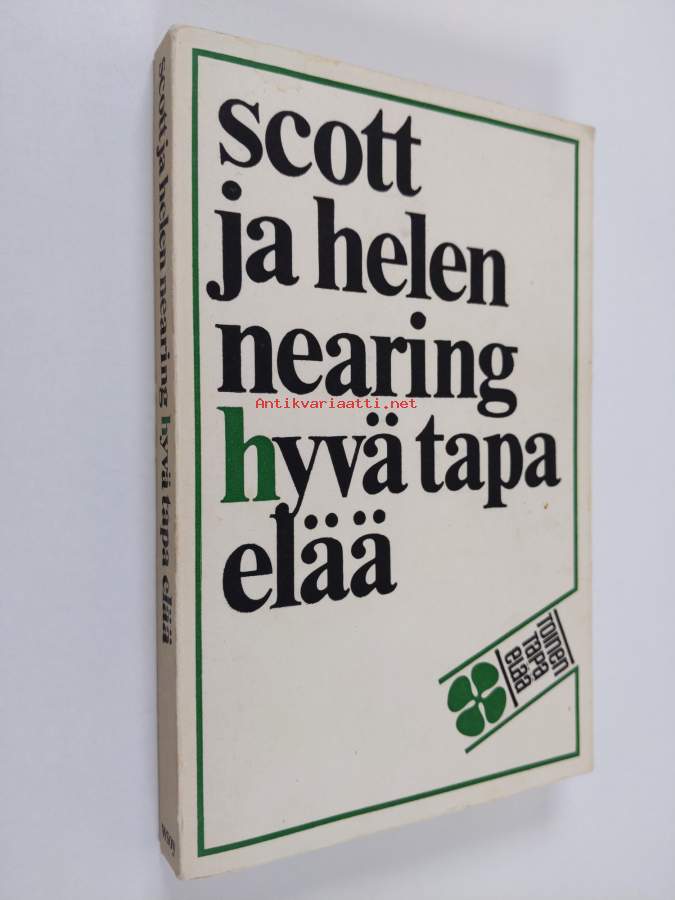 scott
ja helen
nearing
hyvä tapa
elää
TOINEN
TAPA
elää
scott ja helen nearing hyvä tapa elää
WSOY
Antikvariaatti.net